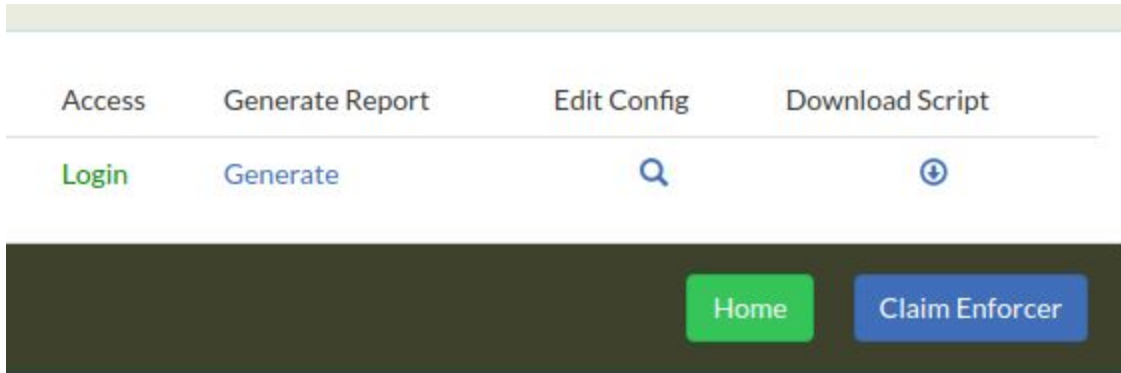 Access Generate Report Edit Config Download Script
Login Generate
Home Claim Enforcer